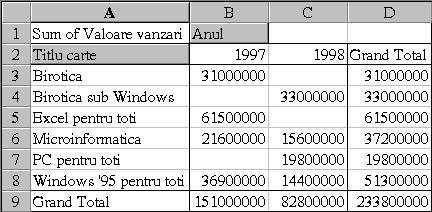 A B C D
1 Sum of Valoare vanzari Anul
2 Titlu carte 1997 1998 Grand Total
3 Birotica 31000000 31000000
4 Birotica sub Windows 33000000 33000000
5 Excel pentru toti 61500000 61500000
6 Microinformatica 21600000 15600000 37200000
7 PC pentru toti 19800000 19800000
8 Windows '95 pentru toti 36900000 14400000 51300000
9 Grand Total 151000000 82800000 233800000